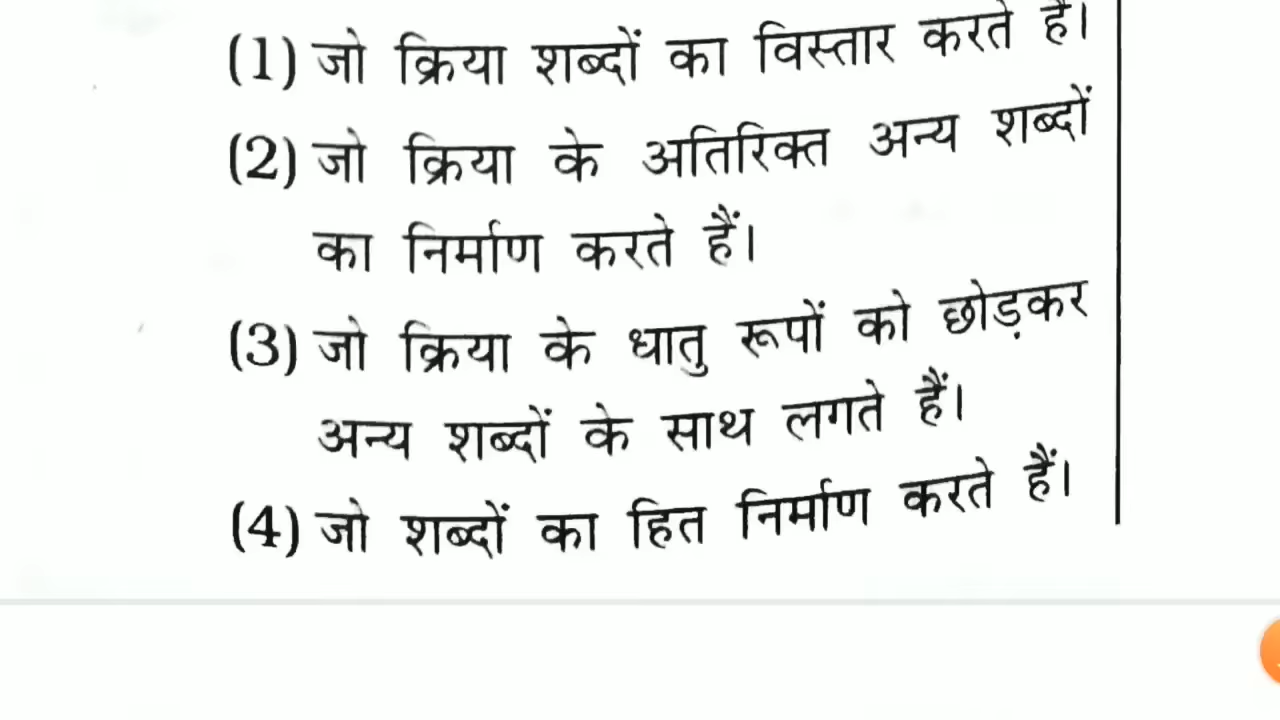 (1) जो क्रिया शब्दों का विस्तार करते हैं।
(2) जो क्रिया के अतिरिक्त अन्य शब्दों
का निर्माण करते हैं।
(3) जो क्रिया के धातु रूपों को छोड़कर
अन्य शब्दों के साथ लगते हैं।
(4) जो शब्दों का हित निर्माण करते हैं।